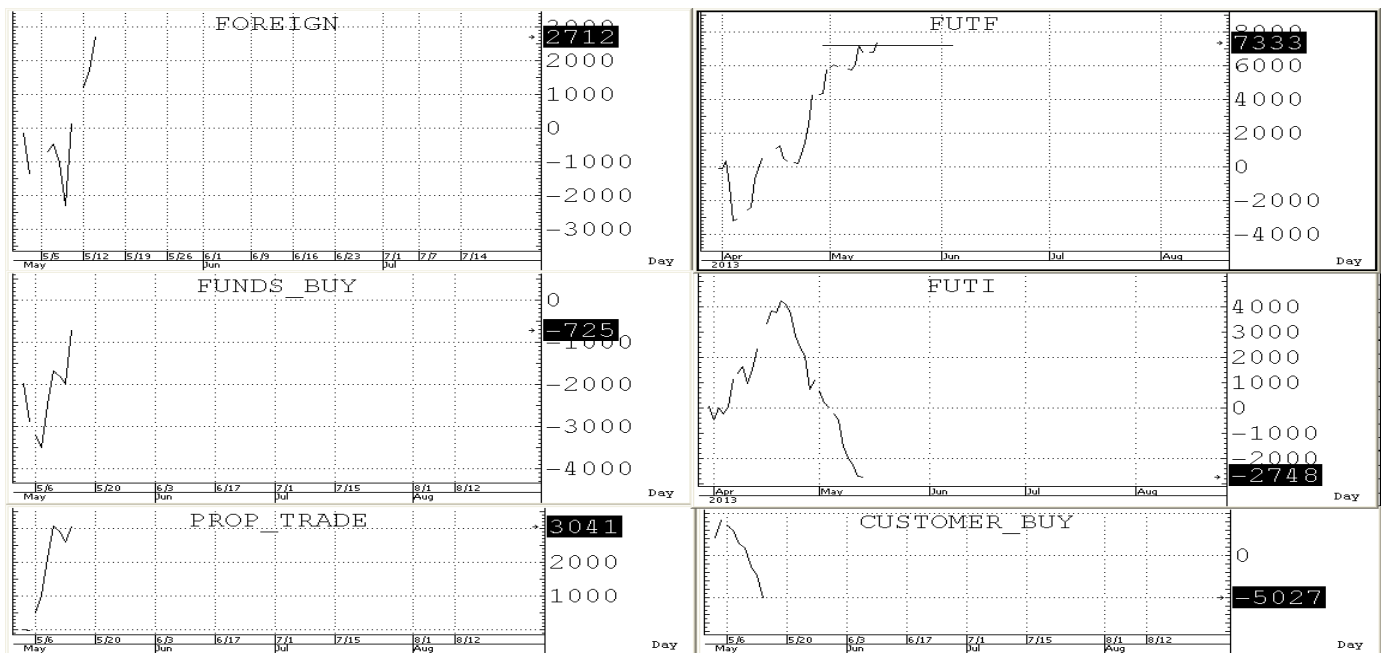 FOREIGN
3000
2712
2000
1000
0
-1000
-2000
-3000
5/5 5/12 5/19 5/26 6/1 6/9 6/16 6/23 7/1 7/7 7/14
May Jun Jul
Day
FUTF
8000
7333
6000
4000
2000
0
-2000
-4000
Apr May Jun Jul Aug
2013
Day
FUNDS_BUY
0
-725
-1000
-2000
-3000
-4000
5/6 5/20 6/3 6/17 7/1 7/15 8/1 8/12
May Jun Jul Aug
Day
FUTI
4000
3000
2000
1000
0
-1000
-2000
-2748
Apr May Jun Jul Aug
2013
Day
PROP_TRADE
3041
2000
1000
5/6 5/20 6/3 6/17 7/1 7/15 8/1 8/12
May Jun Jul Aug
Day
CUSTOMER_BUY
0
-5027
5/6 5/20 6/3 6/17 7/1 7/15 8/1 8/12
May Jun Jul Aug
Day